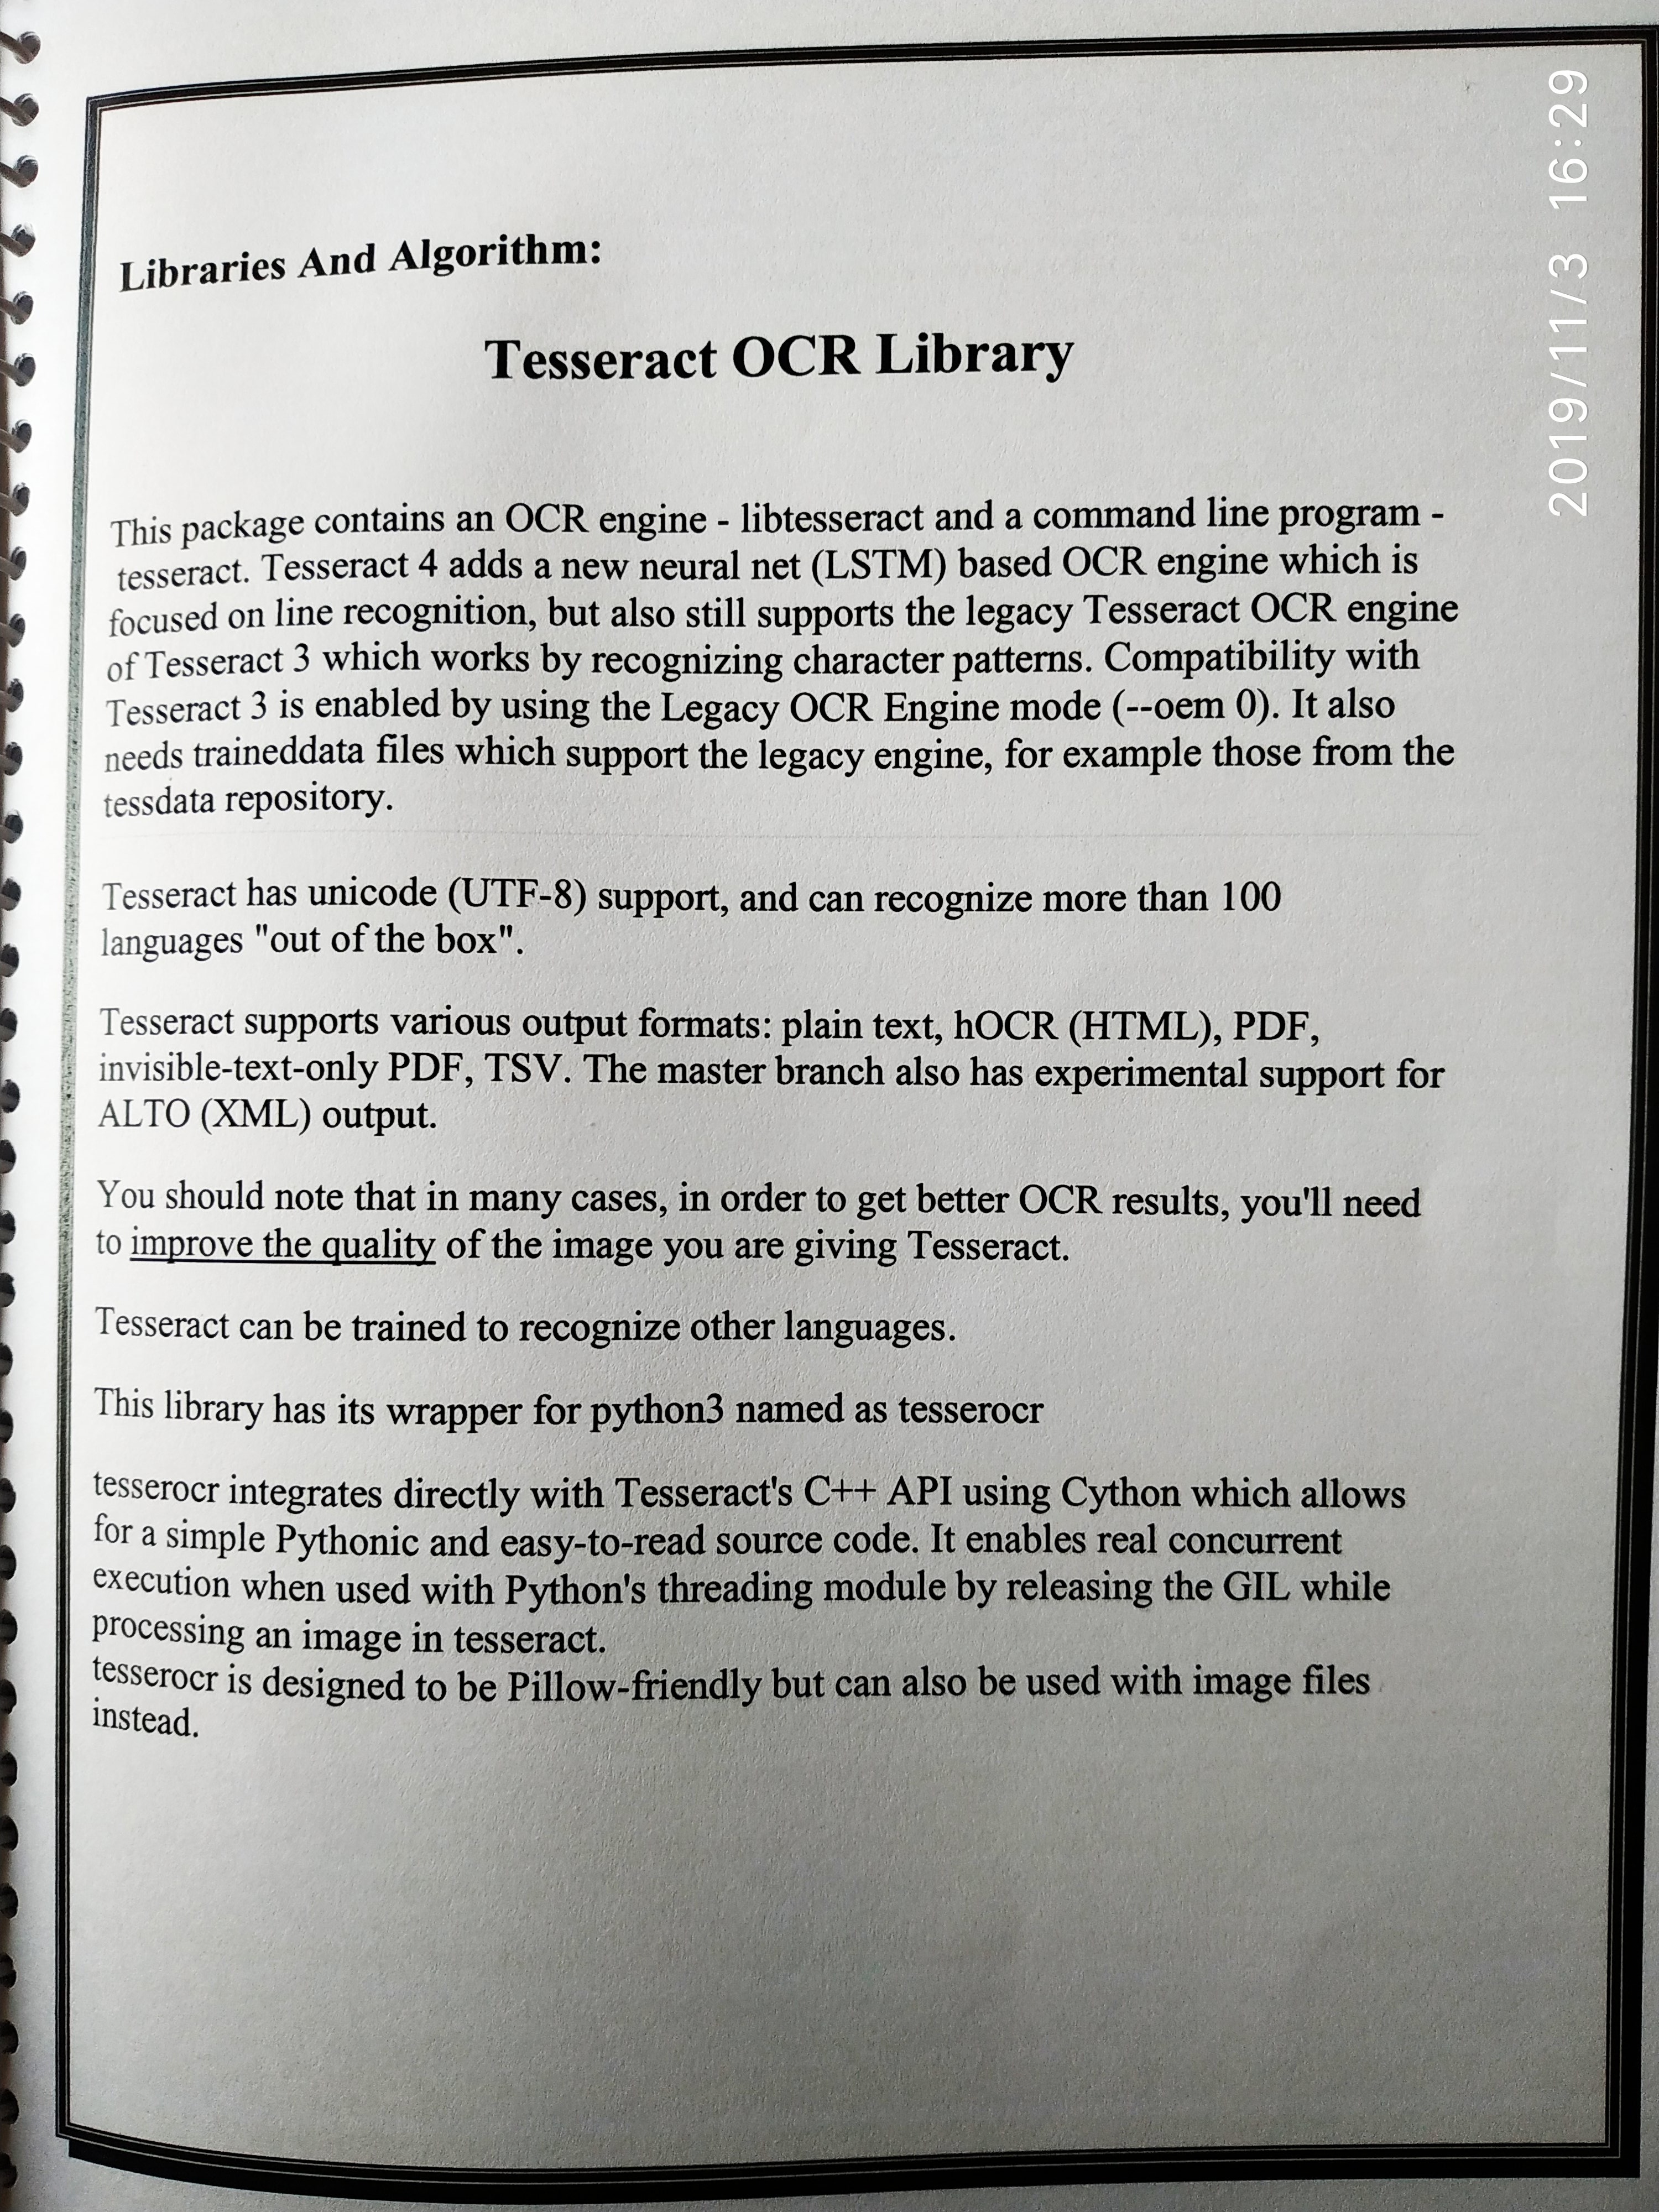 Libraries And Algorithm:
Tesseract OCR Library
This package contains an OCR engine - libtesseract and a command line program -
tesseract. Tesseract 4 adds a new neural net (LSTM) based OCR engine which is
focused on line recognition, but also still supports the legacy Tesseract OCR engine
of Tesseract 3 which works by recognizing character patterns. Compatibility with
Tesseract 3 is enabled by using the Legacy OCR Engine mode (--oem 0). It also
needs traineddata files which support the legacy engine, for example those from the
tessdata repository.
Tesseract has unicode (UTF-8) support, and can recognize more than 100
languages "out of the box".
Tesseract supports various output formats: plain text, hOCR (HTML), PDF,
invisible-text-only PDF, TSV. The master branch also has experimental support for
ALTO (XML) output.
You should note that in many cases, in order to get better OCR results, you'll need
to improve the quality of the image you are giving Tesseract.
Tesseract can be trained to recognize other languages.
This library has its wrapper for python3 named as tesserocr
tesserocr integrates directly with Tesseract's C++ API using Cython which allows
for a simple Pythonic and easy-to-read source code. It enables real concurrent
execution when used with Python's threading module by releasing the GIL while
processing an image in tesseract.
tesserocr is designed to be Pillow-friendly but can also be used with image files
instead.
2019/11/3 16:29